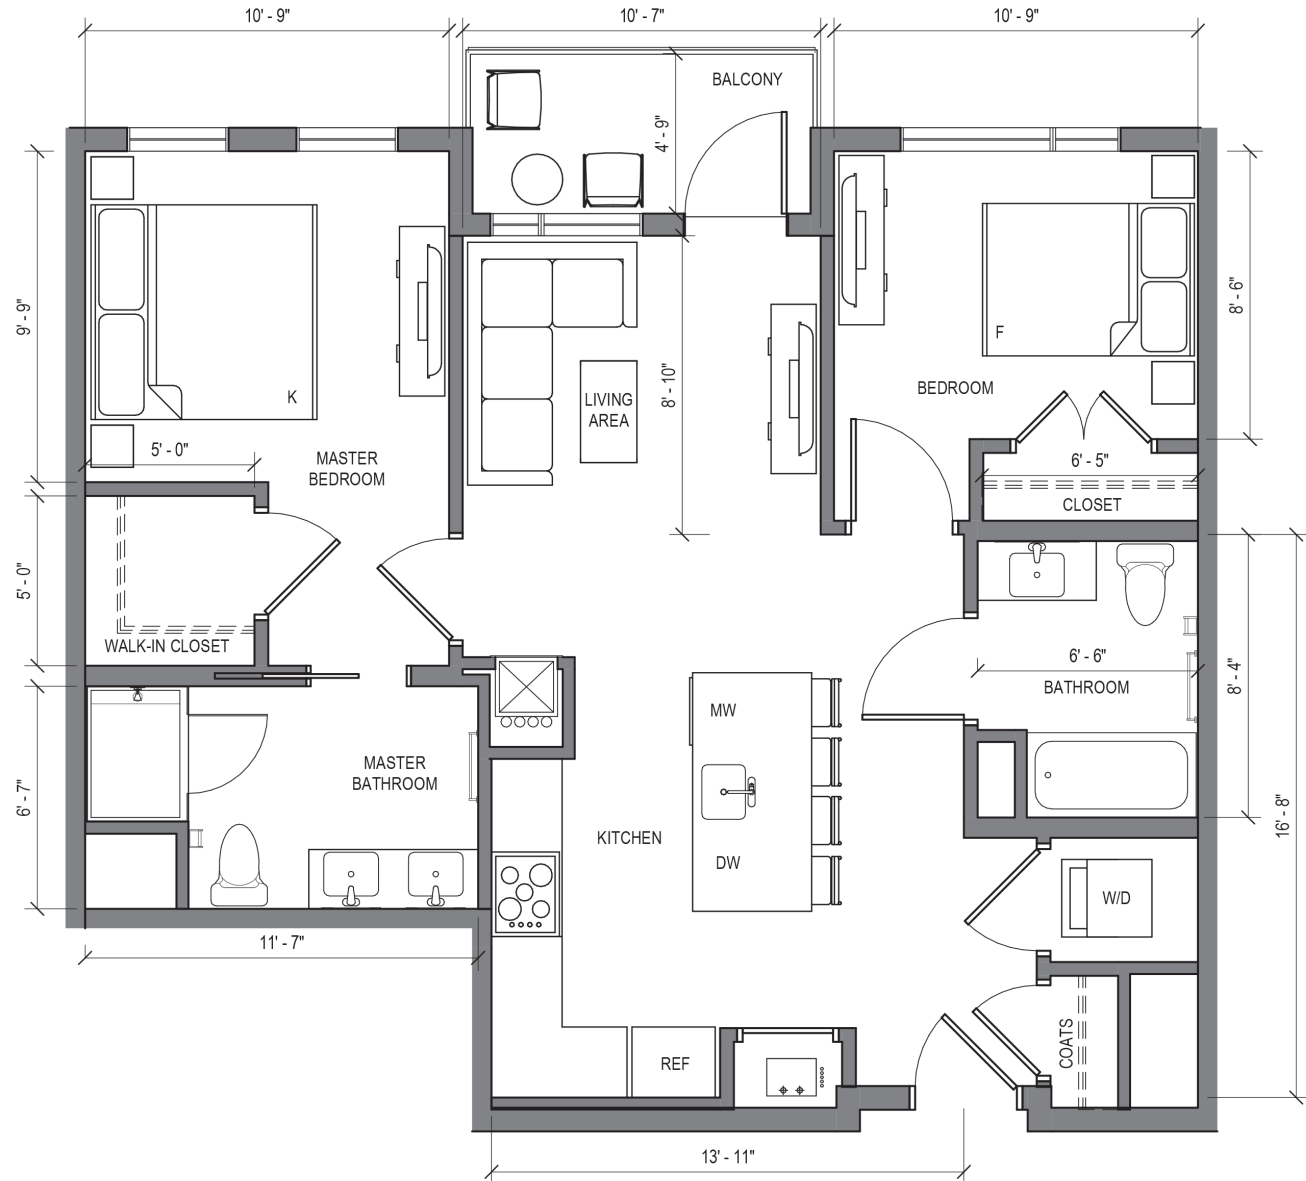 10' - 9"
10' - 7"
10' - 9"
BALCONY
4' - 9"
9' - 9"
8' - 6"
F
8' - 10"
K
LIVING
AREA
BEDROOM
5' - 0"
MASTER
BEDROOM
6' - 5"
CLOSET
5' - 0"
WALK-IN CLOSET
6' - 6"
BATHROOM
8' - 4"
MW
MASTER
BATHROOM
6' - 7"
16' - 8"
KITCHEN
DW
W/D
11' - 7"
COATS
REF
13' - 11"